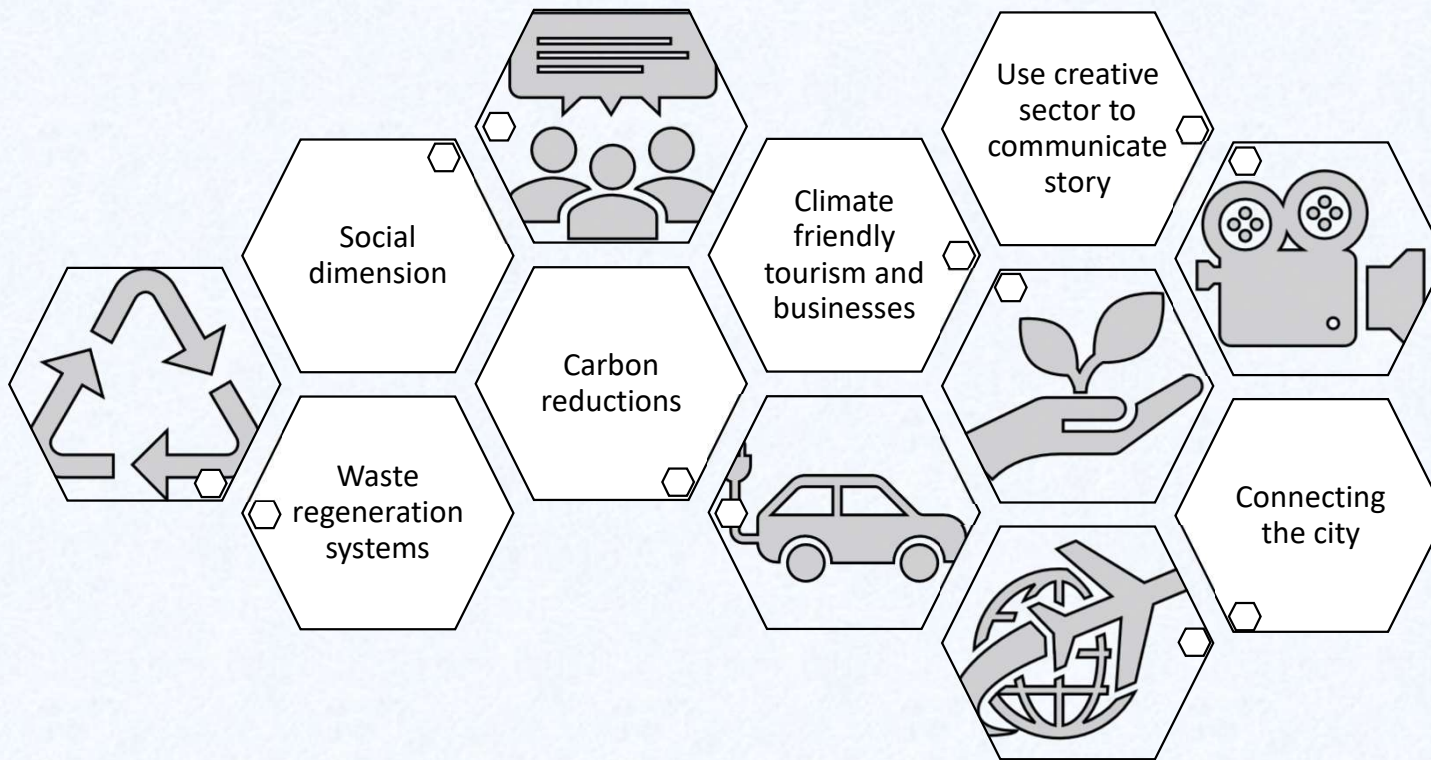 Social
dimension
Waste
regeneration
systems
Carbon
reductions
Climate
friendly
tourism and
businesses
Use creative
sector to
communicate
story
Connecting
the city